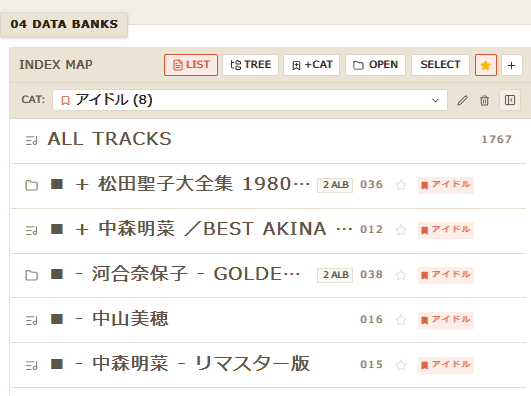 04 DATA BANKS
INDEX MAP LIST TREE +CAT OPEN SELECT ★ +
CAT: アイドル (8)
ALL TRACKS 1767
■ + 松田聖子大全集 1980… 2 ALB 036 ☆ アイドル
■ + 中森明菜 ／BEST AKINA … 012 ☆ アイドル
■ - 河合奈保子 - GOLDE… 2 ALB 038 ☆ アイドル
■ - 中山美穂 016 ☆ アイドル
■ - 中森明菜 - リマスター版 015 ☆ アイドル